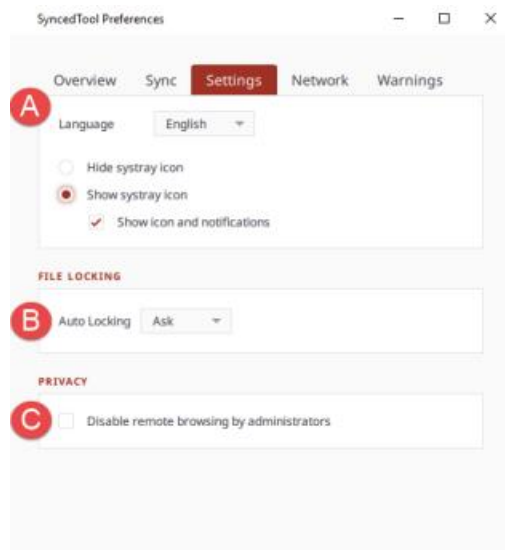 SyncedTool Preferences
Overview Sync Settings Network Warnings
A
Language English
Hide systray icon
Show systray icon
Show icon and notifications
FILE LOCKING
B
Auto Locking Ask
PRIVACY
C
Disable remote browsing by administrators